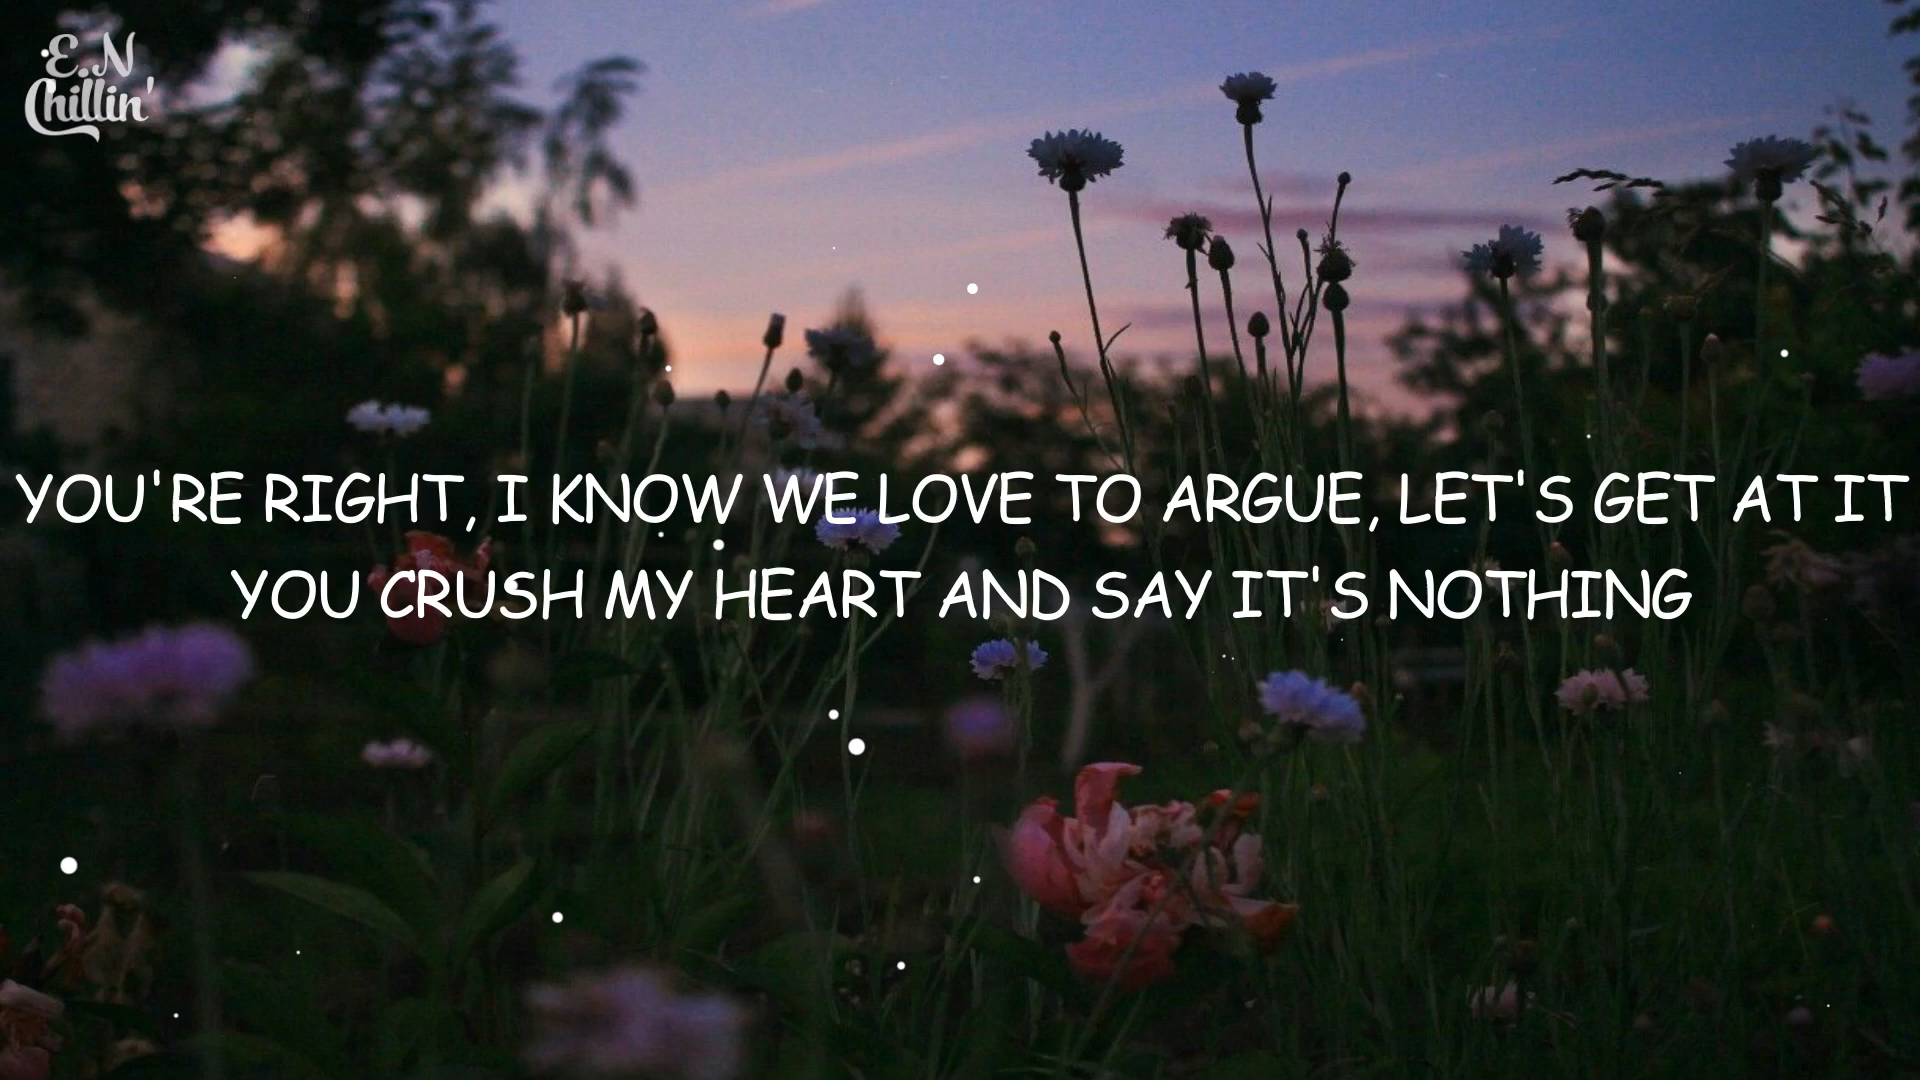 E.N
Chillin'
YOU'RE RIGHT, I KNOW WE LOVE TO ARGUE, LET'S GET AT IT
YOU CRUSH MY HEART AND SAY IT'S NOTHING